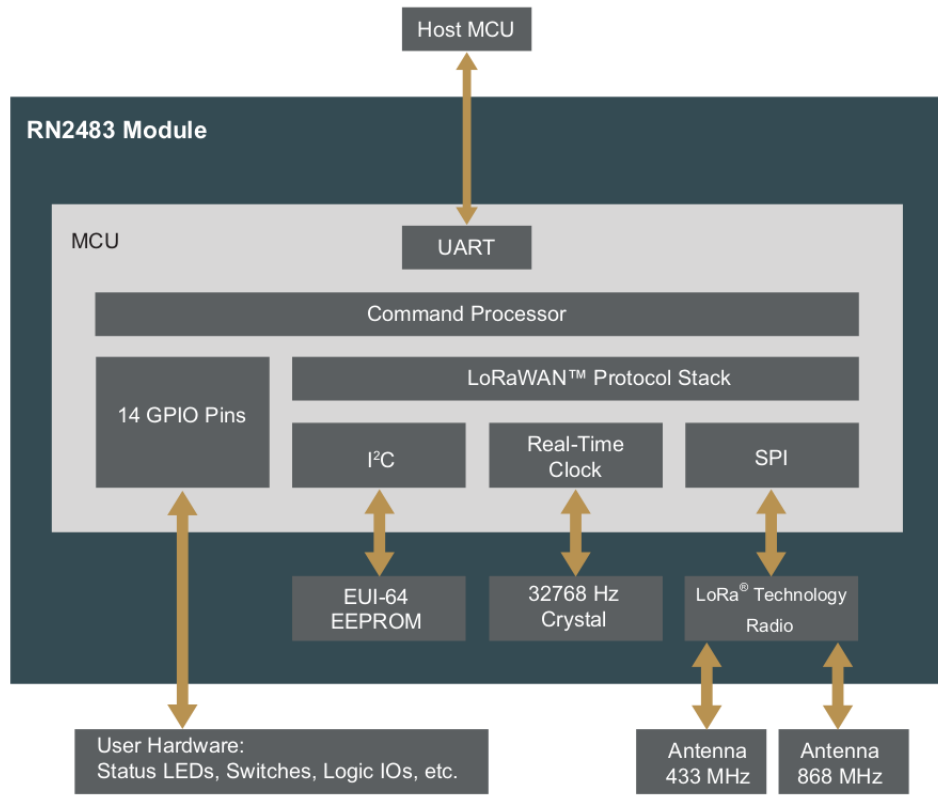 Host MCU
RN2483 Module
MCU
UART
Command Processor
LoRaWAN™ Protocol Stack
14 GPIO Pins
I²C
Real-Time
Clock
SPI
EUI-64
EEPROM
32768 Hz
Crystal
LoRa® Technology
Radio
User Hardware:
Status LEDs, Switches, Logic IOs, etc.
Antenna
433 MHz
Antenna
868 MHz